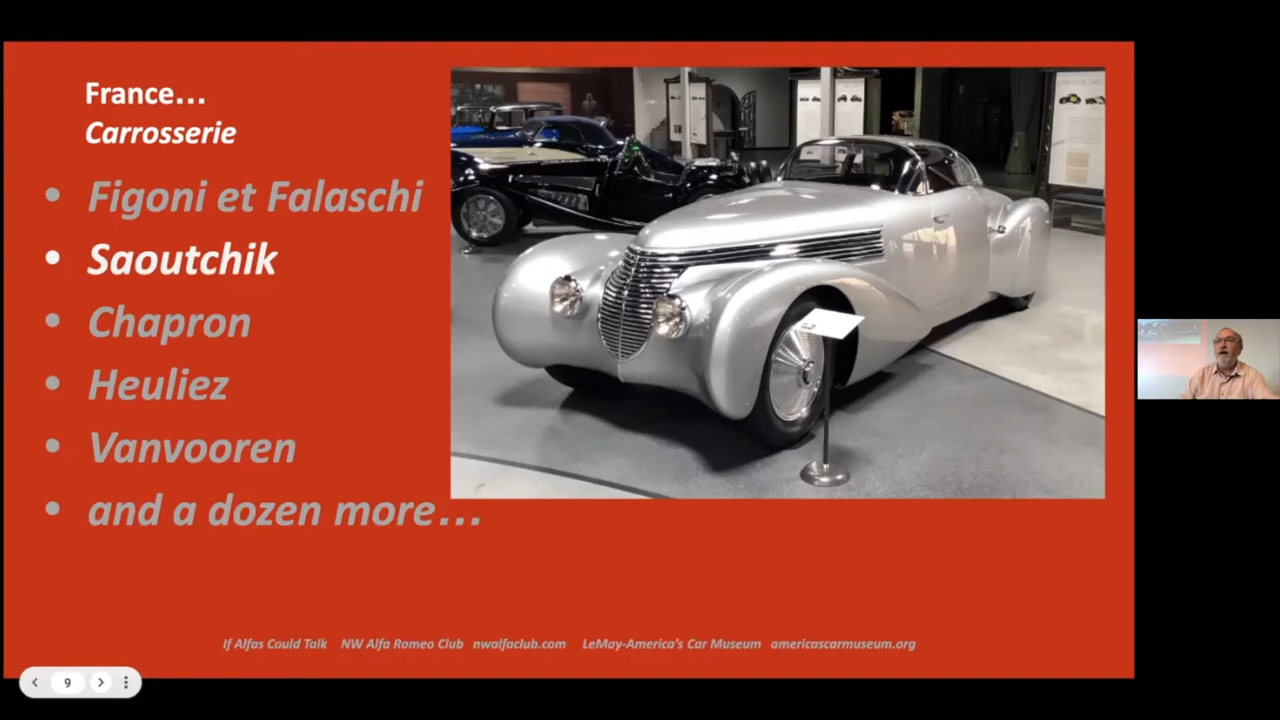 France...
Carrosserie
• Figoni et Falaschi
• Saoutchik
• Chapron
• Heuliez
• Vanvooren
• and a dozen more...
If Alfas Could Talk NW Alfa Romeo Club nwalfaclub.com LeMay-America's Car Museum americascarmuseum.org
9